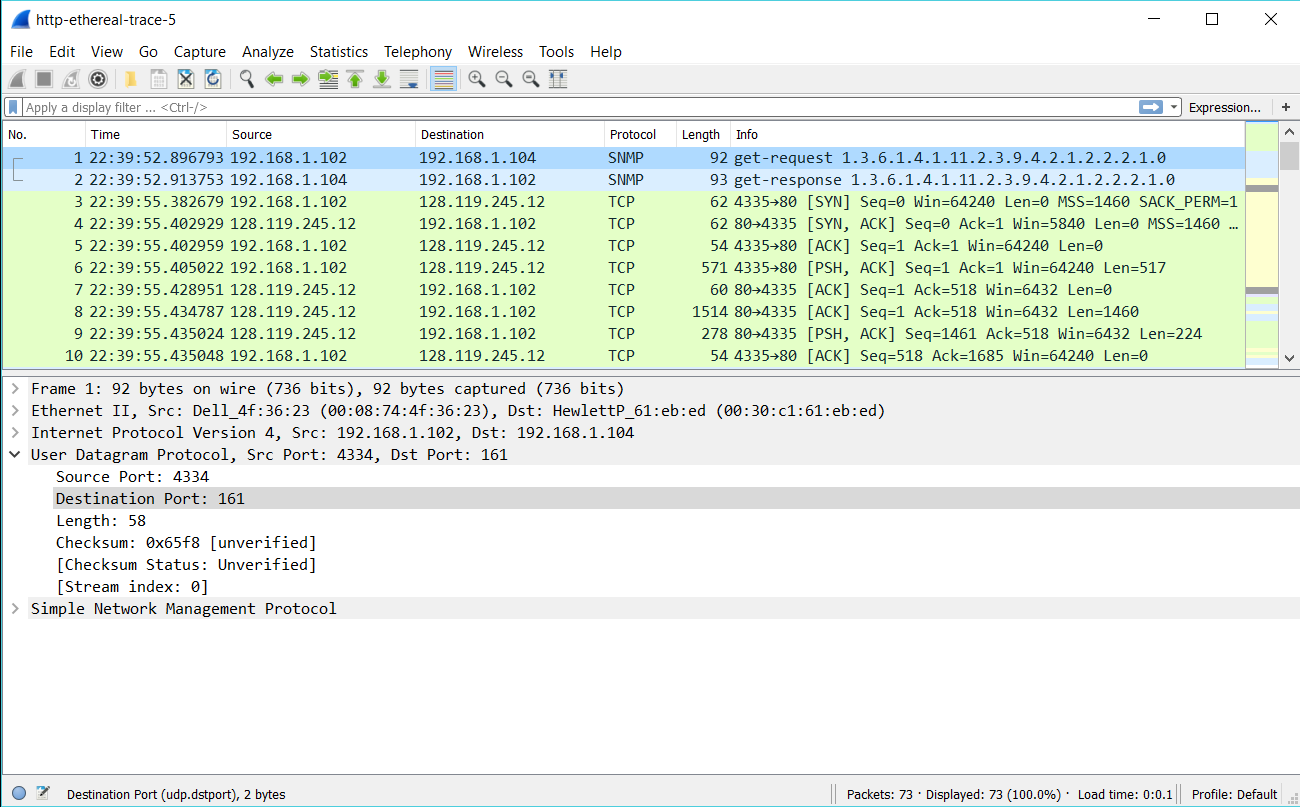 http-ethereal-trace-5
File Edit View Go Capture Analyze Statistics Telephony Wireless Tools Help
Apply a display filter ... <Ctrl-/> Expression... +
No. Time Source Destination Protocol Length Info
1 22:39:52.896793 192.168.1.102 192.168.1.104 SNMP 92 get-request 1.3.6.1.4.1.11.2.3.9.4.2.1.2.2.2.1.0
2 22:39:52.913753 192.168.1.104 192.168.1.102 SNMP 93 get-response 1.3.6.1.4.1.11.2.3.9.4.2.1.2.2.2.1.0
3 22:39:55.382679 192.168.1.102 128.119.245.12 TCP 62 4335→80 [SYN] Seq=0 Win=64240 Len=0 MSS=1460 SACK_PERM=1
4 22:39:55.402929 128.119.245.12 192.168.1.102 TCP 62 80→4335 [SYN, ACK] Seq=0 Ack=1 Win=5840 Len=0 MSS=1460 …
5 22:39:55.402959 192.168.1.102 128.119.245.12 TCP 54 4335→80 [ACK] Seq=1 Ack=1 Win=64240 Len=0
6 22:39:55.405022 192.168.1.102 128.119.245.12 TCP 571 4335→80 [PSH, ACK] Seq=1 Ack=1 Win=64240 Len=517
7 22:39:55.428951 128.119.245.12 192.168.1.102 TCP 60 80→4335 [ACK] Seq=1 Ack=518 Win=6432 Len=0
8 22:39:55.434787 128.119.245.12 192.168.1.102 TCP 1514 80→4335 [ACK] Seq=1 Ack=518 Win=6432 Len=1460
9 22:39:55.435024 128.119.245.12 192.168.1.102 TCP 278 80→4335 [PSH, ACK] Seq=1461 Ack=518 Win=6432 Len=224
10 22:39:55.435048 192.168.1.102 128.119.245.12 TCP 54 4335→80 [ACK] Seq=518 Ack=1685 Win=64240 Len=0
Frame 1: 92 bytes on wire (736 bits), 92 bytes captured (736 bits)
Ethernet II, Src: Dell_4f:36:23 (00:08:74:4f:36:23), Dst: HewlettP_61:eb:ed (00:30:c1:61:eb:ed)
Internet Protocol Version 4, Src: 192.168.1.102, Dst: 192.168.1.104
User Datagram Protocol, Src Port: 4334, Dst Port: 161
Source Port: 4334
Destination Port: 161
Length: 58
Checksum: 0x65f8 [unverified]
[Checksum Status: Unverified]
[Stream index: 0]
Simple Network Management Protocol
Destination Port (udp.dstport), 2 bytes Packets: 73 · Displayed: 73 (100.0%) · Load time: 0:0.1 Profile: Default